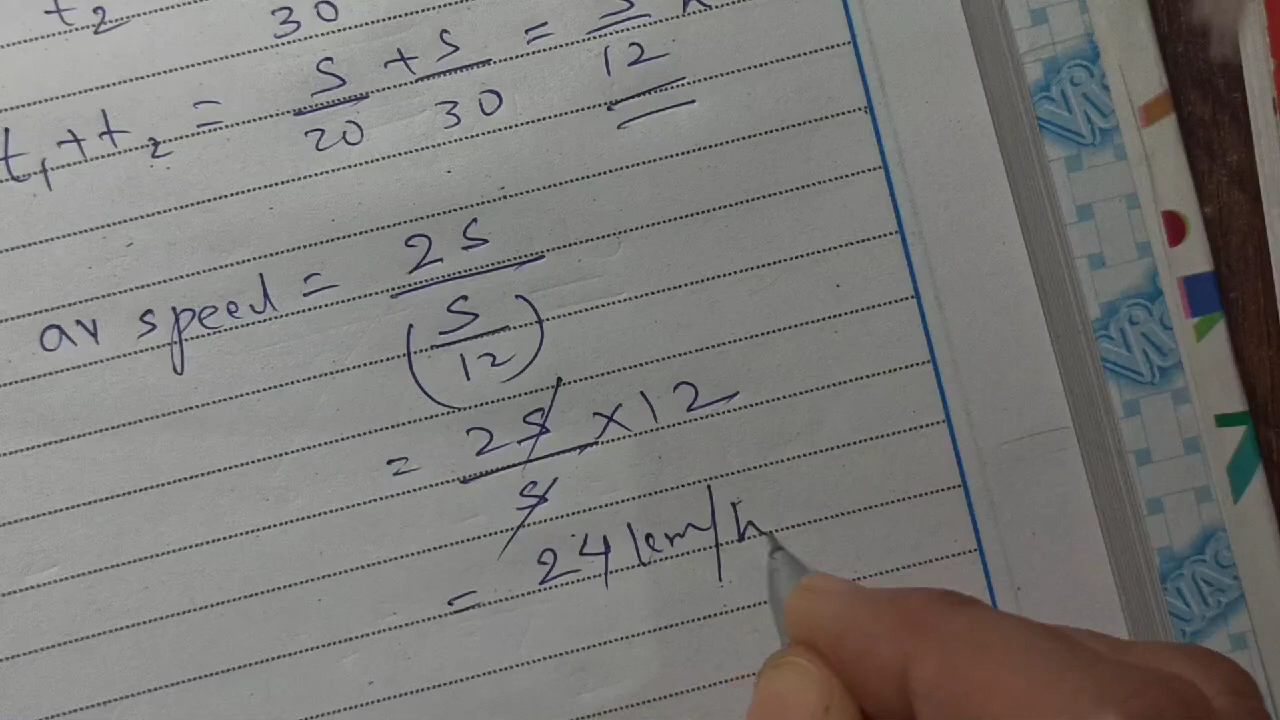 t₂ 30
t₁ + t₂ = S/20 + S/30 = S/12
av speed = 2S/(S/12)
= 2S/S × 12
= 24 km/h